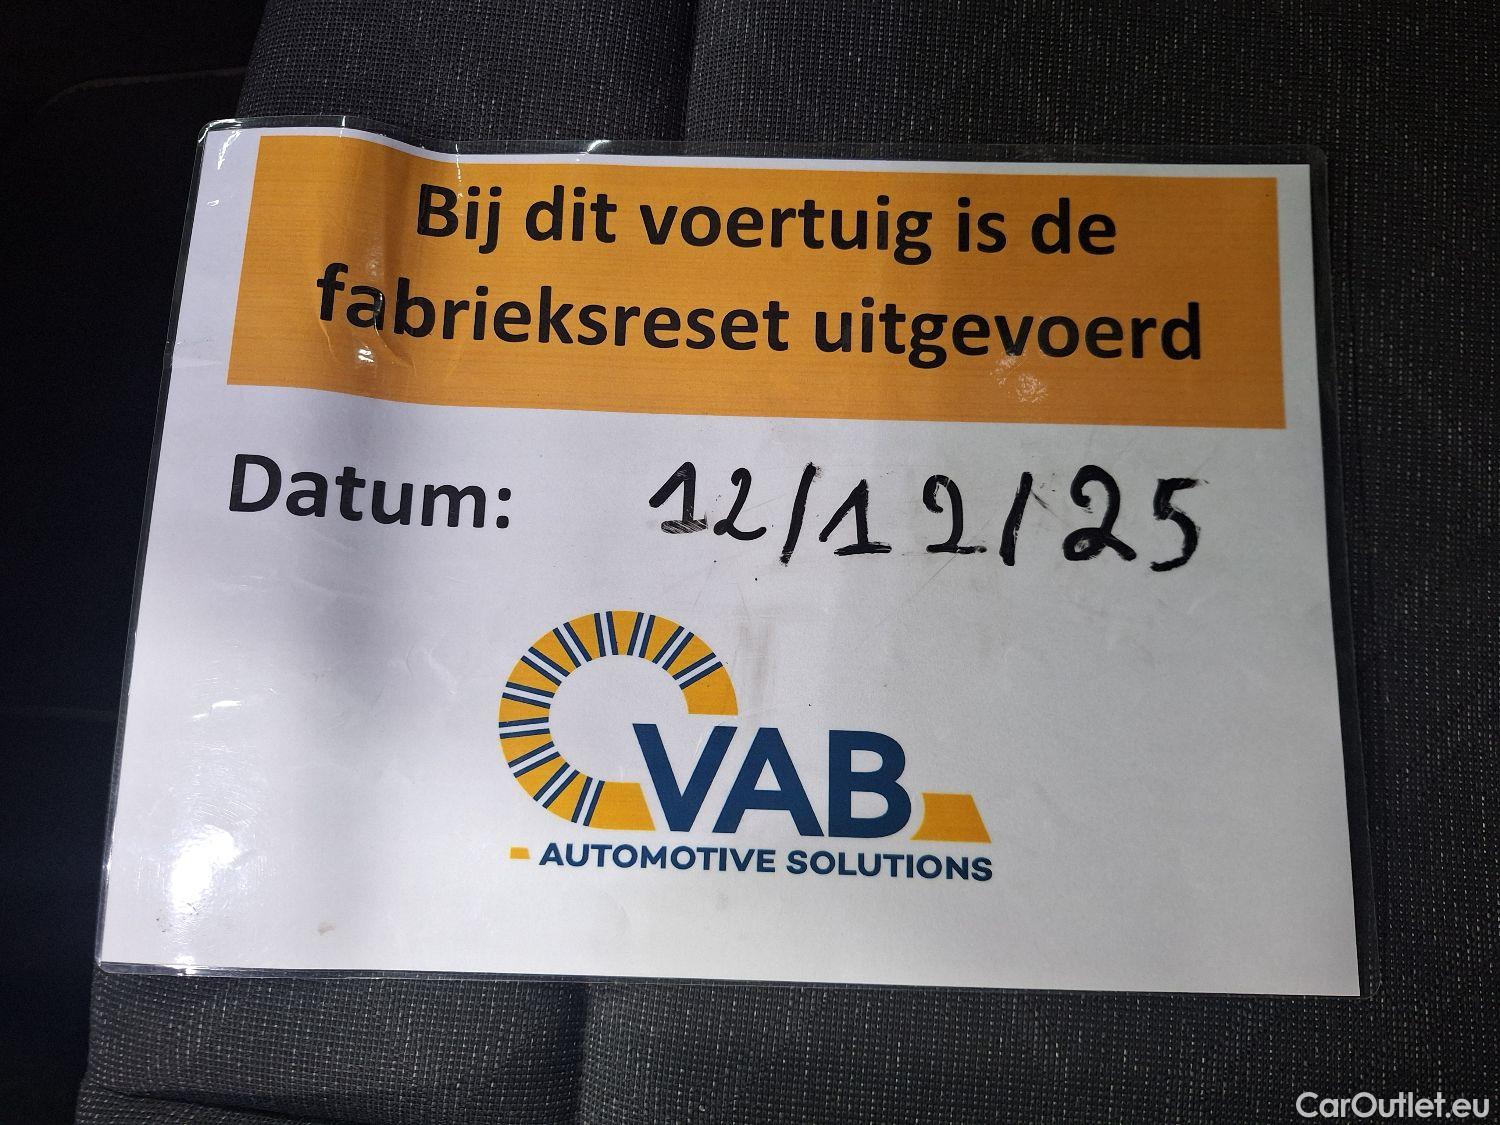 Bij dit voertuig is de
fabrieksreset uitgevoerd
Datum: 12/12/25
VAB
AUTOMOTIVE SOLUTIONS
CarOutlet.eu